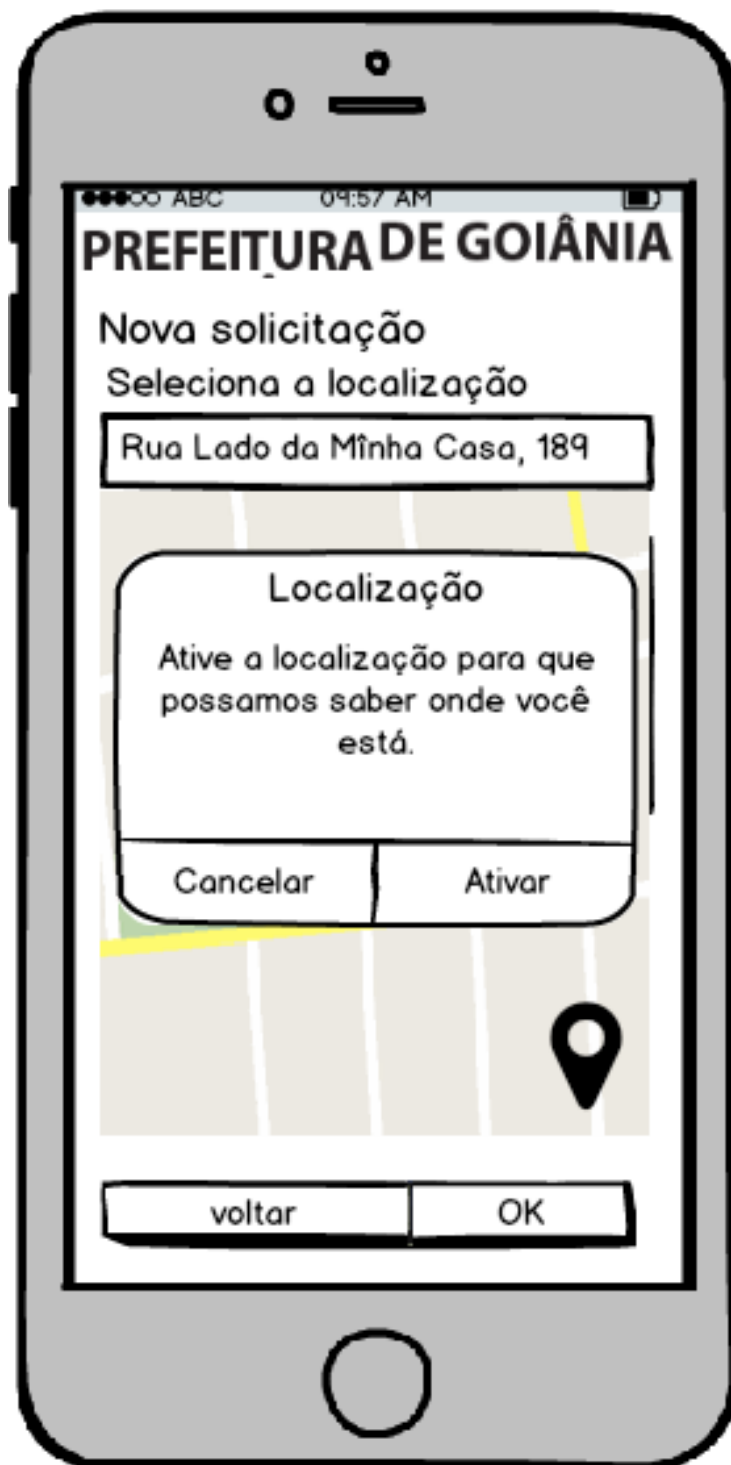 ABC 09:57 AM
PREFEITURA DE GOIÂNIA
Nova solicitação
Seleciona a localização
Rua Lado da Mînha Casa, 189
Localização
Ative a localização para que
possamos saber onde você
está.
Cancelar Ativar
voltar OK